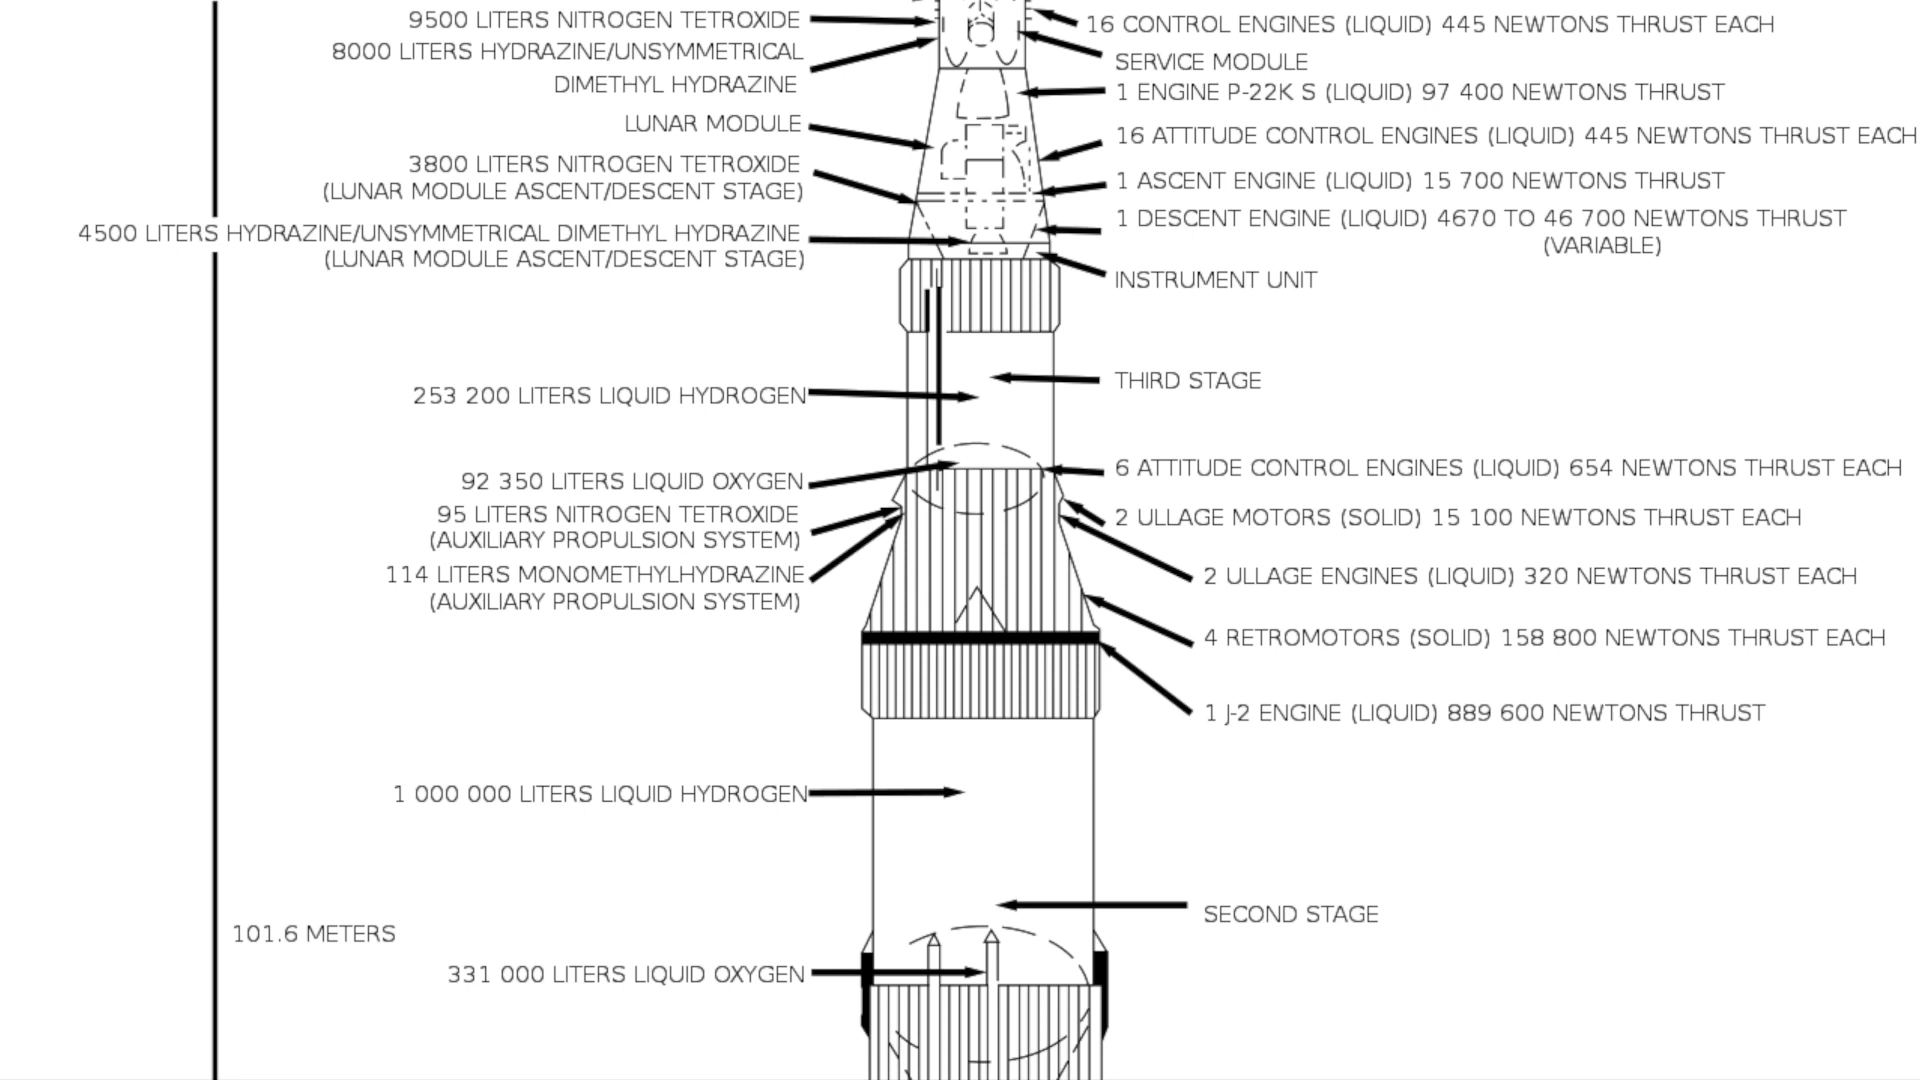 9500 LITERS NITROGEN TETROXIDE
8000 LITERS HYDRAZINE/UNSYMMETRICAL
DIMETHYL HYDRAZINE
LUNAR MODULE
3800 LITERS NITROGEN TETROXIDE
(LUNAR MODULE ASCENT/DESCENT STAGE)
4500 LITERS HYDRAZINE/UNSYMMETRICAL DIMETHYL HYDRAZINE
(LUNAR MODULE ASCENT/DESCENT STAGE)
253 200 LITERS LIQUID HYDROGEN
92 350 LITERS LIQUID OXYGEN
95 LITERS NITROGEN TETROXIDE
(AUXILIARY PROPULSION SYSTEM)
114 LITERS MONOMETHYLHYDRAZINE
(AUXILIARY PROPULSION SYSTEM)
1 000 000 LITERS LIQUID HYDROGEN
101.6 METERS
331 000 LITERS LIQUID OXYGEN
16 CONTROL ENGINES (LIQUID) 445 NEWTONS THRUST EACH
SERVICE MODULE
1 ENGINE P-22K S (LIQUID) 97 400 NEWTONS THRUST
16 ATTITUDE CONTROL ENGINES (LIQUID) 445 NEWTONS THRUST EACH
1 ASCENT ENGINE (LIQUID) 15 700 NEWTONS THRUST
1 DESCENT ENGINE (LIQUID) 4670 TO 46 700 NEWTONS THRUST
(VARIABLE)
INSTRUMENT UNIT
THIRD STAGE
6 ATTITUDE CONTROL ENGINES (LIQUID) 654 NEWTONS THRUST EACH
2 ULLAGE MOTORS (SOLID) 15 100 NEWTONS THRUST EACH
2 ULLAGE ENGINES (LIQUID) 320 NEWTONS THRUST EACH
4 RETROMOTORS (SOLID) 158 800 NEWTONS THRUST EACH
1 J-2 ENGINE (LIQUID) 889 600 NEWTONS THRUST
SECOND STAGE